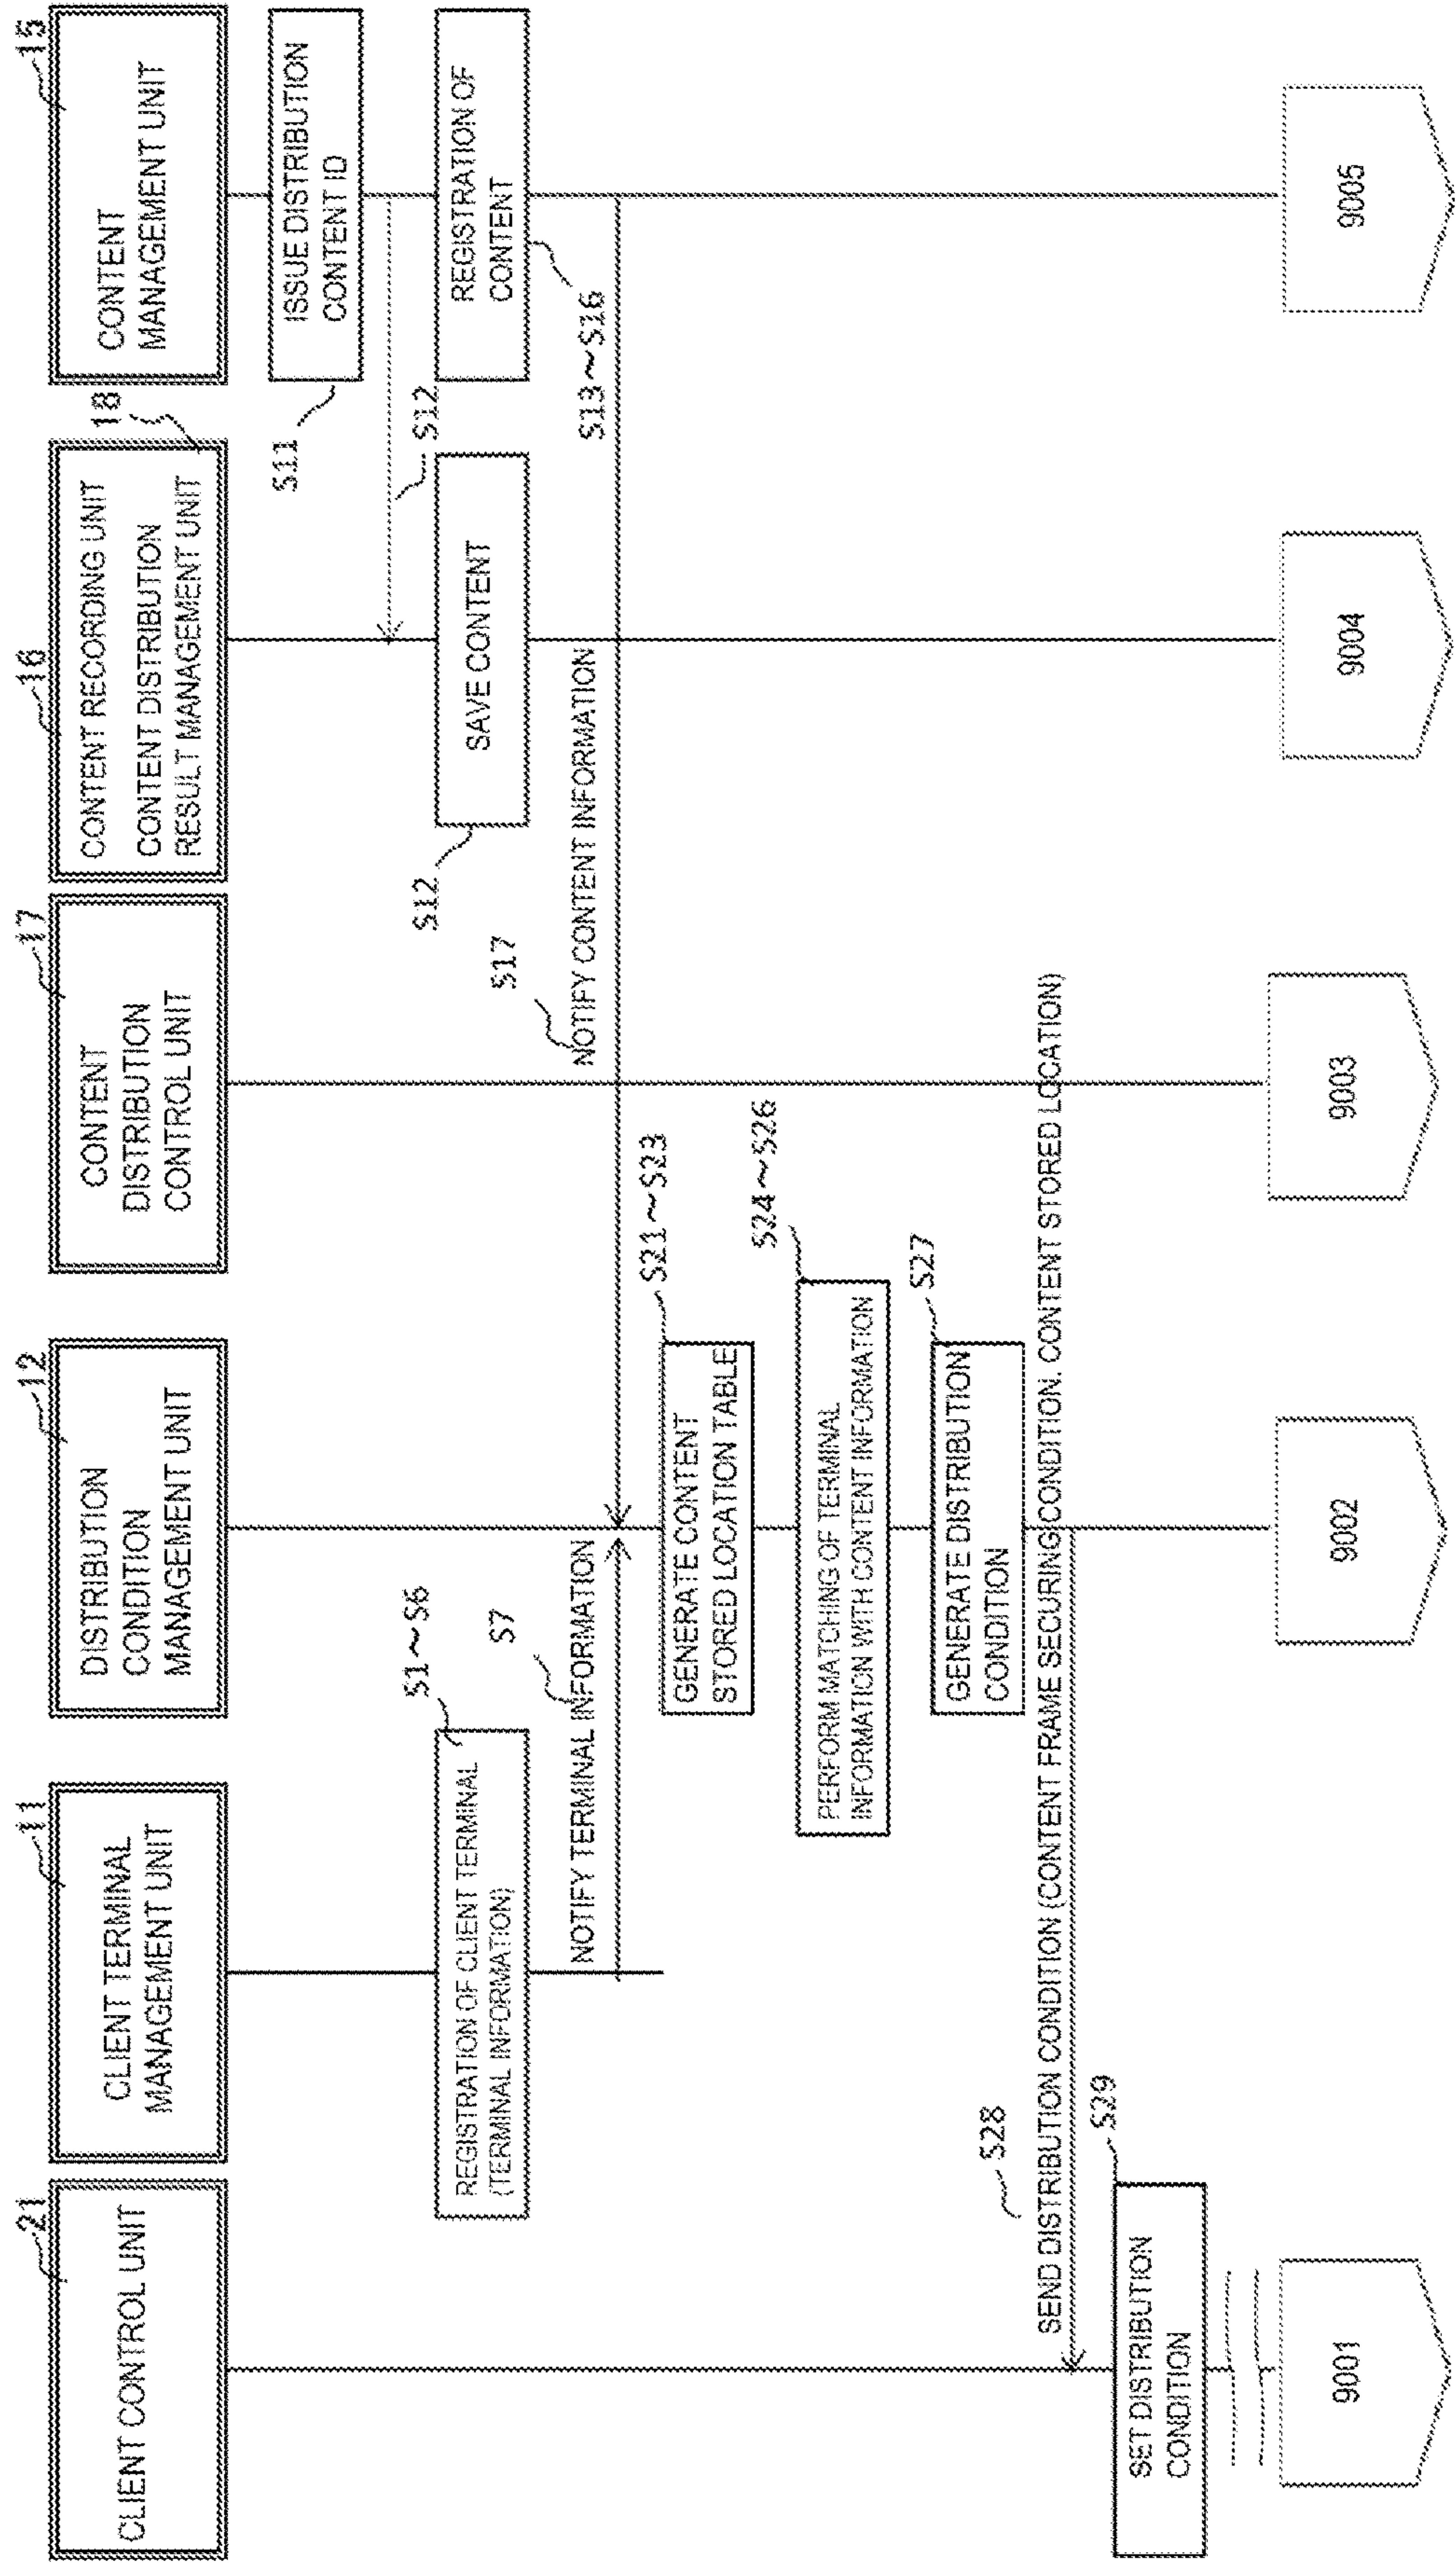 21
CLIENT CONTROL UNIT
11
CLIENT TERMINAL
MANAGEMENT UNIT
12
DISTRIBUTION
CONDITION
MANAGEMENT UNIT
17
CONTENT
DISTRIBUTION
CONTROL UNIT
16
CONTENT RECORDING UNIT
CONTENT DISTRIBUTION
RESULT MANAGEMENT UNIT
18
15
CONTENT
MANAGEMENT UNIT
S11
ISSUE DISTRIBUTION
CONTENT ID
S12
S1~S6
REGISTRATION OF CLIENT TERMINAL
(TERMINAL INFORMATION)
S12
SAVE CONTENT
REGISTRATION OF
CONTENT
S13~S16
S7
NOTIFY TERMINAL INFORMATION
S17
NOTIFY CONTENT INFORMATION
S21~S23
GENERATE CONTENT
STORED LOCATION TABLE
S24~S26
PERFORM MATCHING OF TERMINAL
INFORMATION WITH CONTENT INFORMATION
S27
GENERATE DISTRIBUTION
CONDITION
S28
SEND DISTRIBUTION CONDITION (CONTENT FRAME SECURING CONDITION. CONTENT STORED LOCATION)
S29
SET DISTRIBUTION
CONDITION
9001
9002
9003
9004
9005